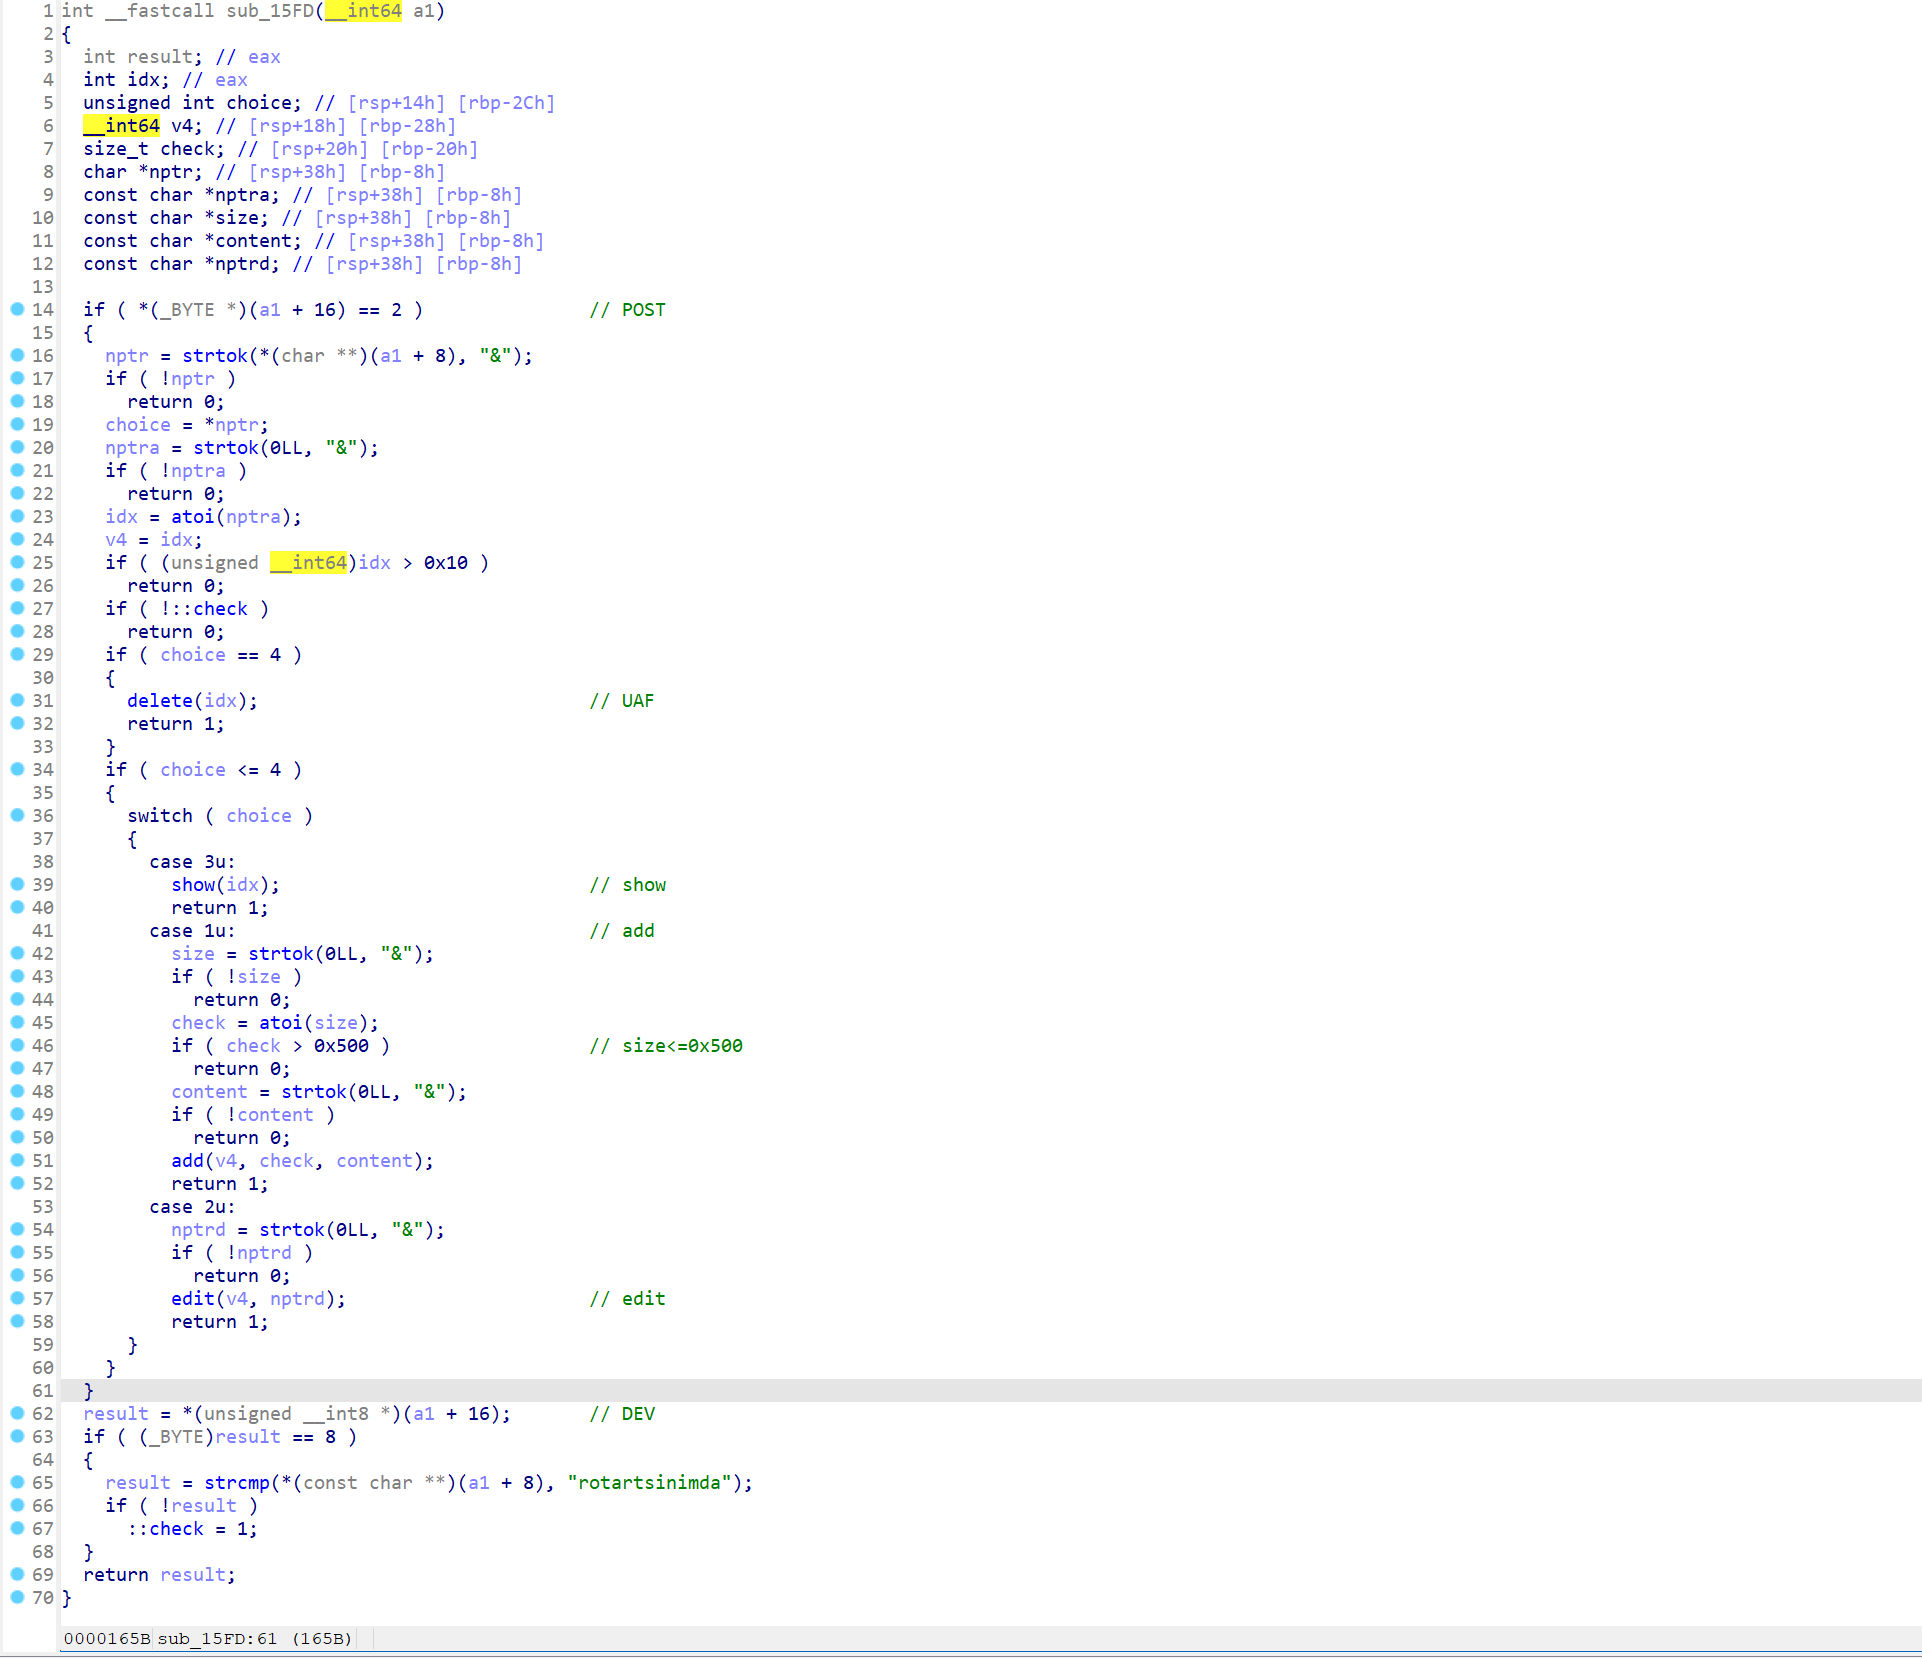 1 int __fastcall sub_15FD(__int64 a1)
2 {
3 int result; // eax
4 int idx; // eax
5 unsigned int choice; // [rsp+14h] [rbp-2Ch]
6 __int64 v4; // [rsp+18h] [rbp-28h]
7 size_t check; // [rsp+20h] [rbp-20h]
8 char *nptr; // [rsp+38h] [rbp-8h]
9 const char *nptra; // [rsp+38h] [rbp-8h]
10 const char *size; // [rsp+38h] [rbp-8h]
11 const char *content; // [rsp+38h] [rbp-8h]
12 const char *nptrd; // [rsp+38h] [rbp-8h]
13
14 if ( *(_BYTE *)(a1 + 16) == 2 ) // POST
15 {
16 nptr = strtok(*(char **)(a1 + 8), "&");
17 if ( !nptr )
18 return 0;
19 choice = *nptr;
20 nptra = strtok(0LL, "&");
21 if ( !nptra )
22 return 0;
23 idx = atoi(nptra);
24 v4 = idx;
25 if ( (unsigned __int64)idx > 0x10 )
26 return 0;
27 if ( !::check )
28 return 0;
29 if ( choice == 4 )
30 {
31 delete(idx); // UAF
32 return 1;
33 }
34 if ( choice <= 4 )
35 {
36 switch ( choice )
37 {
38 case 3u:
39 show(idx); // show
40 return 1;
41 case 1u: // add
42 size = strtok(0LL, "&");
43 if ( !size )
44 return 0;
45 check = atoi(size);
46 if ( check > 0x500 ) // size<=0x500
47 return 0;
48 content = strtok(0LL, "&");
49 if ( !content )
50 return 0;
51 add(v4, check, content);
52 return 1;
53 case 2u:
54 nptrd = strtok(0LL, "&");
55 if ( !nptrd )
56 return 0;
57 edit(v4, nptrd); // edit
58 return 1;
59 }
60 }
61 }
62 result = *(unsigned __int8 *)(a1 + 16); // DEV
63 if ( (_BYTE)result == 8 )
64 {
65 result = strcmp(*(const char **)(a1 + 8), "rotartsinimda");
66 if ( !result )
67 ::check = 1;
68 }
69 return result;
70 }
0000165B sub_15FD:61 (165B)